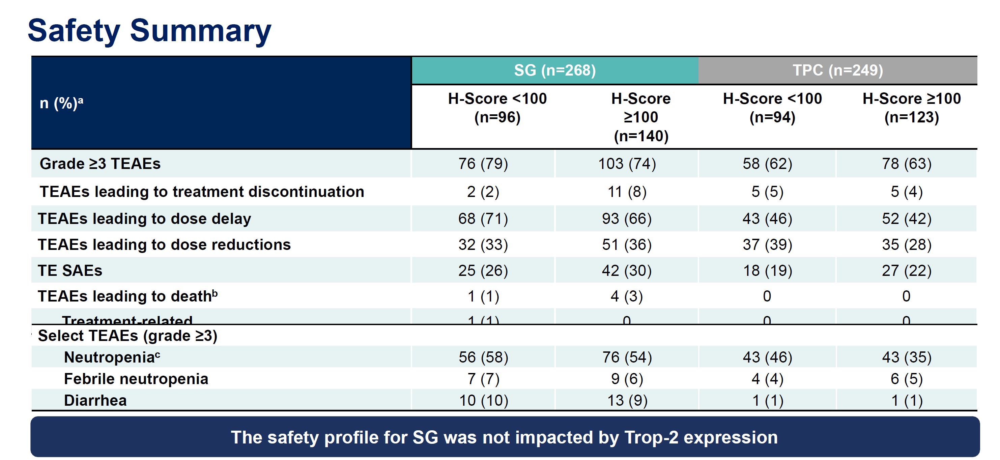 Safety Summary
n (%)ᵃ
SG (n=268)
TPC (n=249)
H-Score <100
(n=96)
H-Score
≥100
(n=140)
H-Score <100
(n=94)
H-Score ≥100
(n=123)
Grade ≥3 TEAEs 76 (79) 103 (74) 58 (62) 78 (63)
TEAEs leading to treatment discontinuation 2 (2) 11 (8) 5 (5) 5 (4)
TEAEs leading to dose delay 68 (71) 93 (66) 43 (46) 52 (42)
TEAEs leading to dose reductions 32 (33) 51 (36) 37 (39) 35 (28)
TE SAEs 25 (26) 42 (30) 18 (19) 27 (22)
TEAEs leading to deathᵇ 1 (1) 4 (3) 0 0
Treatment-related 1 (1) 0 0 0
Select TEAEs (grade ≥3)
Neutropeniaᶜ 56 (58) 76 (54) 43 (46) 43 (35)
Febrile neutropenia 7 (7) 9 (6) 4 (4) 6 (5)
Diarrhea 10 (10) 13 (9) 1 (1) 1 (1)
The safety profile for SG was not impacted by Trop-2 expression